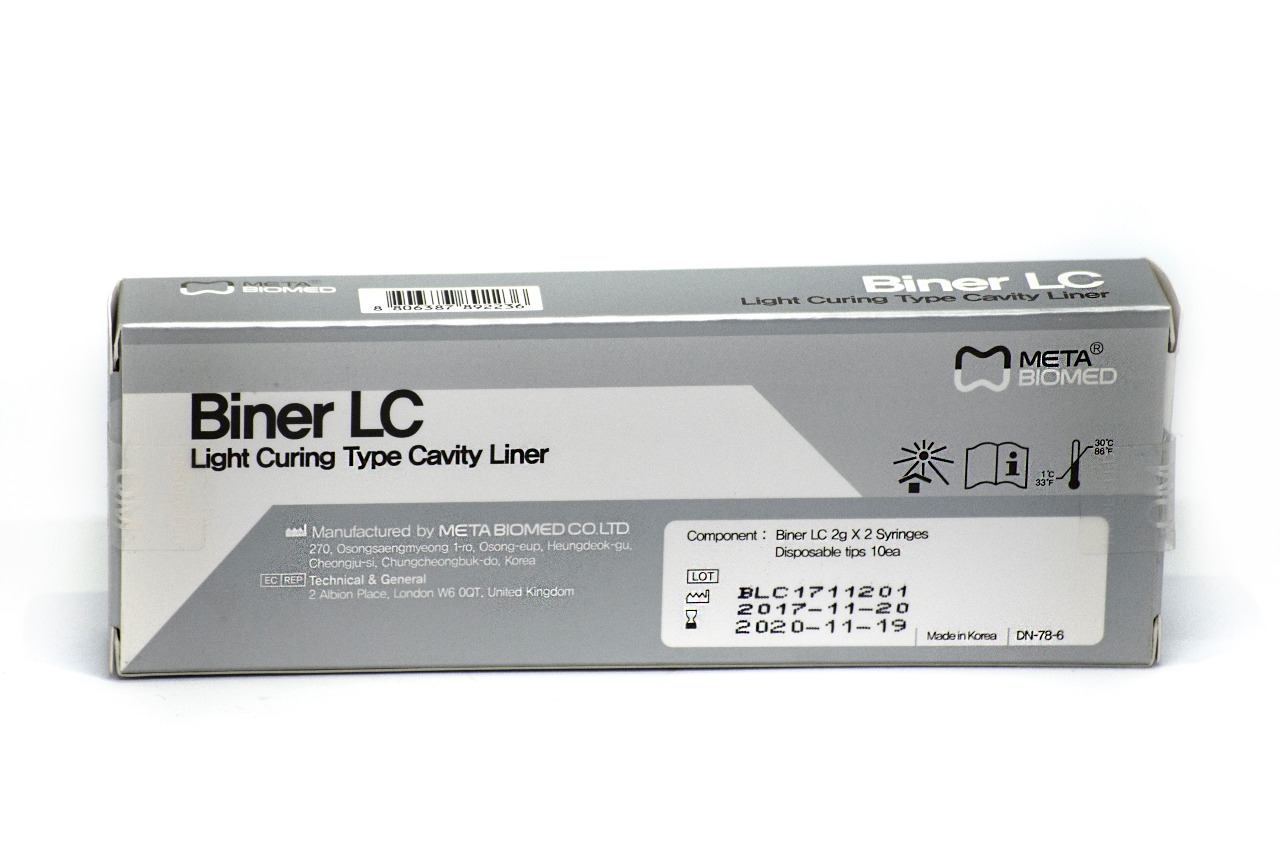 META BIOMED
8 806387 892236
Biner LC
Light Curing Type Cavity Liner
META®
BIOMED
Biner LC
Light Curing Type Cavity Liner
30°C
86°F
1°C
33°F
Manufactured by META BIOMED CO.LTD
270, Osongsaengmyeong 1-ro, Osong-eup, Heungdeok-gu,
Cheongju-si, Chungcheongbuk-do, Korea
EC REP Technical & General
2 Albion Place, London W6 0QT, United Kingdom
Component : Biner LC 2g X 2 Syringes
Disposable tips 10ea
LOT BLC1711201
2017-11-20
2020-11-19
Made in Korea DN-78-6